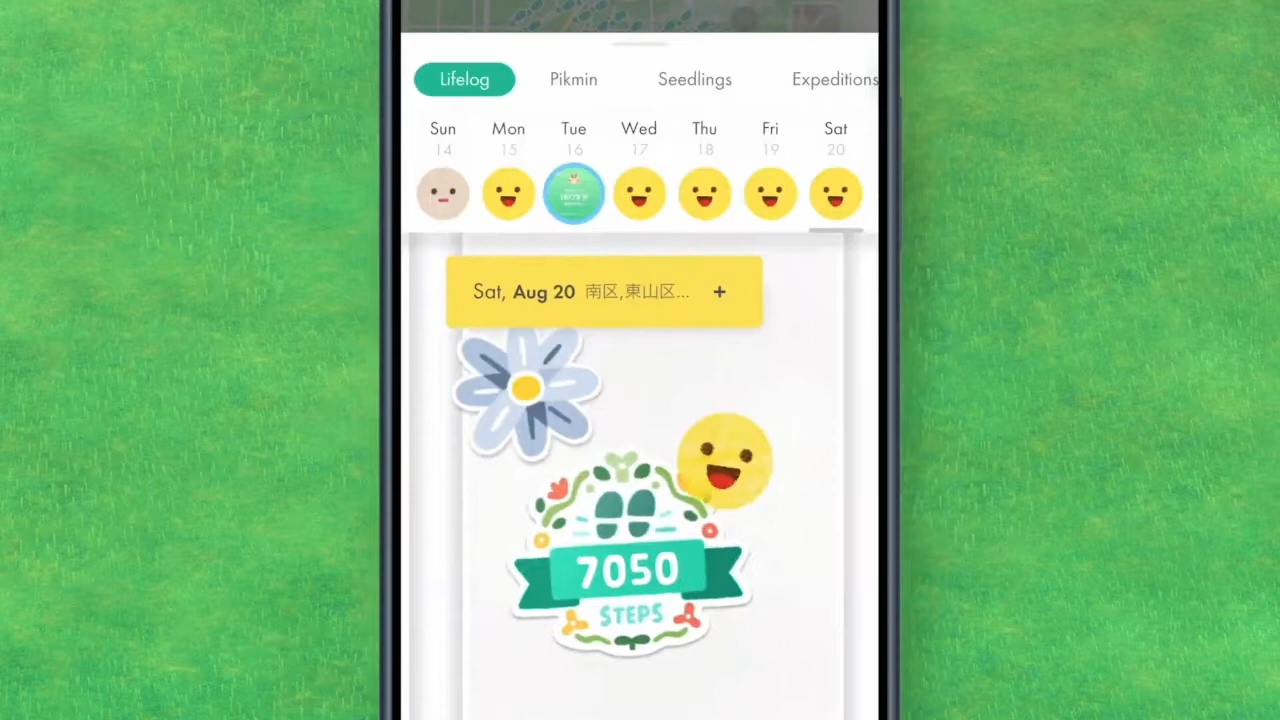 Lifelog Pikmin Seedlings Expeditions
Sun Mon Tue Wed Thu Fri Sat
14 15 16 17 18 19 20
Sat, Aug 20 南区,東山区... +
7050
STEPS